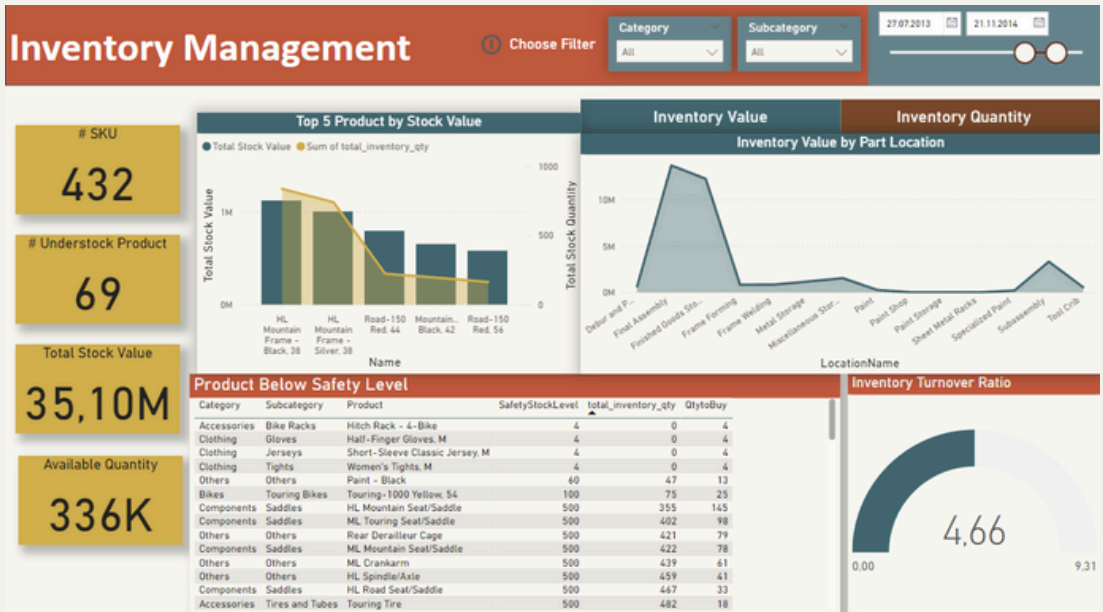 Inventory Management
Choose Filter
Category
All
Subcategory
All
27.07.2013
21.11.2014
# SKU
432
# Understock Product
69
Total Stock Value
35,10M
Available Quantity
336K
Top 5 Product by Stock Value
Total Stock Value Sum of total_inventory_qty
Total Stock Value
1M
0M
1000
500
0
Total Stock Quantity
HL Mountain Frame - Black, 38
HL Mountain Frame - Silver, 38
Road-150 Red, 44
Mountain... Black, 42
Road-150 Red, 56
Name
Inventory Value Inventory Quantity
Inventory Value by Part Location
10M
5M
0M
Debur and P...
Final Assembly
Finished Goods Sto...
Frame Forming
Frame Welding
Metal Storage
Miscellaneous Stor...
Paint
Paint Shop
Paint Storage
Sheet Metal Racks
Specialized Paint
Subassembly
Tool Crib
LocationName
Product Below Safety Level
Category Subcategory Product SafetyStockLevel total_inventory_qty QtytoBuy
Accessories Bike Racks Hitch Rack - 4-Bike 4 0 4
Clothing Gloves Half-Finger Gloves, M 4 0 4
Clothing Jerseys Short-Sleeve Classic Jersey, M 4 0 4
Clothing Tights Women's Tights, M 4 0 4
Others Others Paint - Black 60 47 13
Bikes Touring Bikes Touring-1000 Yellow, 54 100 75 25
Components Saddles HL Mountain Seat/Saddle 500 355 145
Components Saddles ML Touring Seat/Saddle 500 402 98
Others Others Rear Derailleur Cage 500 421 79
Components Saddles ML Mountain Seat/Saddle 500 422 78
Others Others ML Crankarm 500 439 61
Others Others HL Spindle/Axle 500 459 41
Components Saddles HL Road Seat/Saddle 500 467 33
Accessories Tires and Tubes Touring Tire 500 482 18
Inventory Turnover Ratio
4,66
0.00
9,31